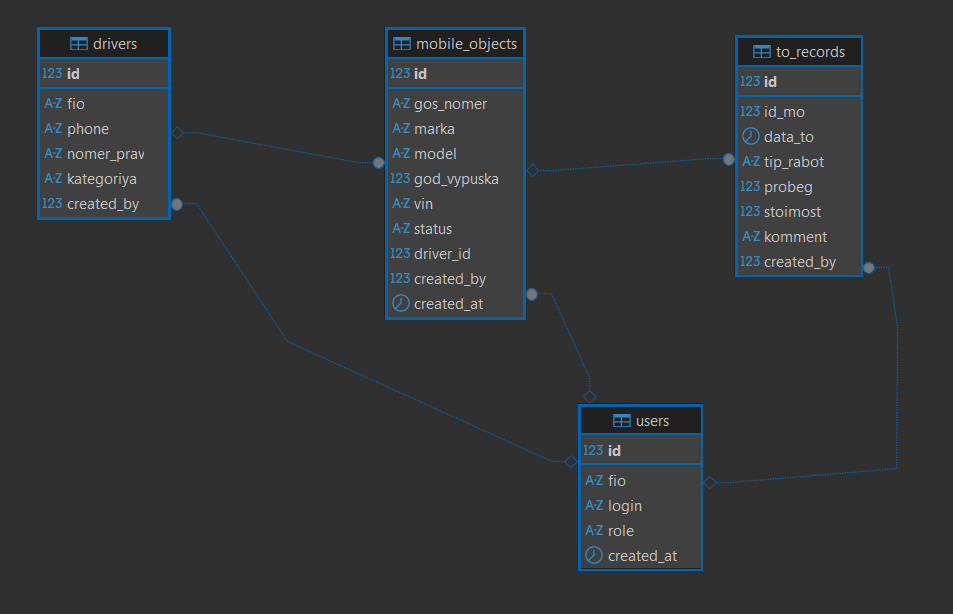 drivers
123 id
A-Z fio
A-Z phone
A-Z nomer_prav
A-Z kategoriya
123 created_by
mobile_objects
123 id
A-Z gos_nomer
A-Z marka
A-Z model
123 god_vypuska
A-Z vin
A-Z status
123 driver_id
123 created_by
created_at
to_records
123 id
123 id_mo
data_to
A-Z tip_rabot
123 probeg
123 stoimost
A-Z komment
123 created_by
users
123 id
A-Z fio
A-Z login
A-Z role
created_at